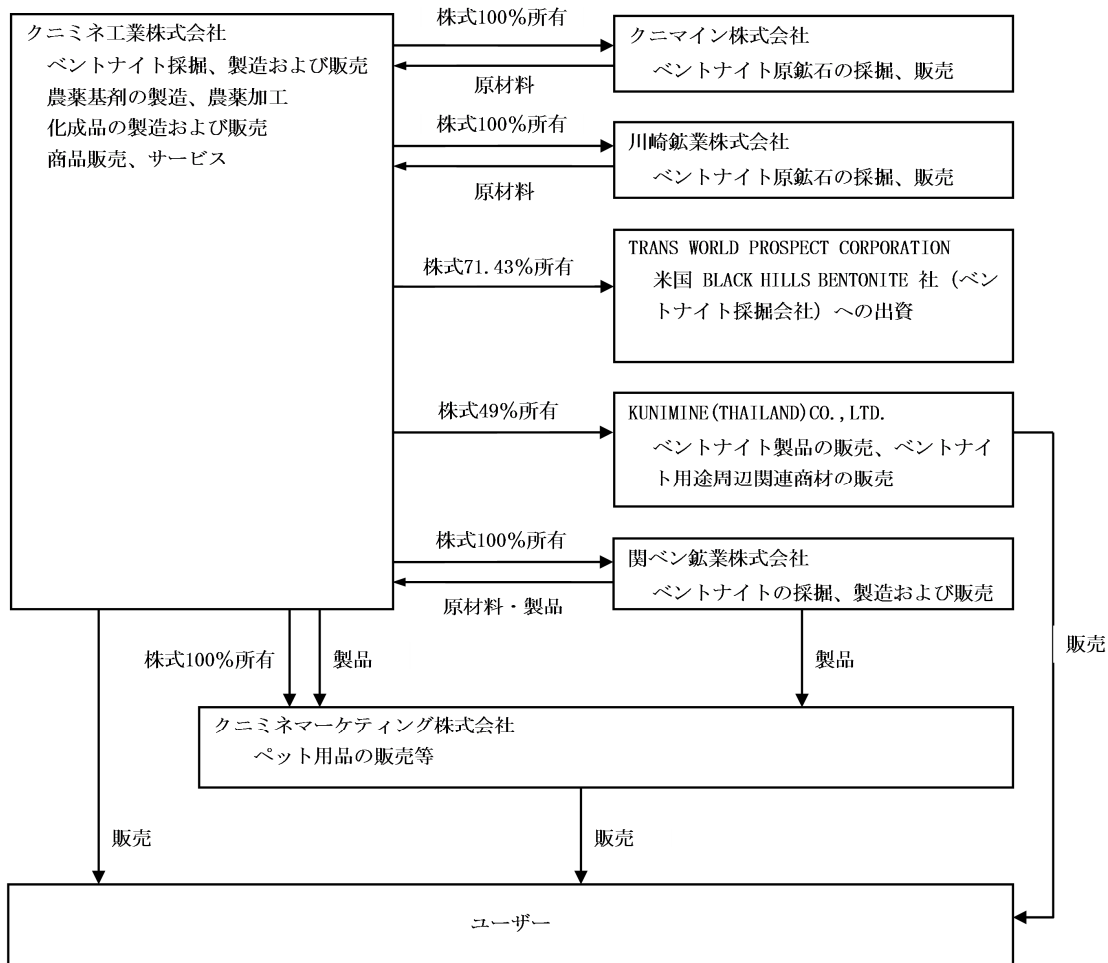 クニミネ工業株式会社
ベントナイト採掘、製造および販売
農薬基剤の製造、農薬加工
化成品の製造および販売
商品販売、サービス
株式100%所有
原材料
クニマイン株式会社
ベントナイト原鉱石の採掘、販売
株式100%所有
原材料
川崎鉱業株式会社
ベントナイト原鉱石の採掘、販売
株式71.43%所有
TRANS WORLD PROSPECT CORPORATION
米国 BLACK HILLS BENTONITE 社（ベン
トナイト採掘会社）への出資
株式49%所有
KUNIMINE(THAILAND)CO.,LTD.
ベントナイト製品の販売、ベントナイ
ト用途周辺関連商材の販売
株式100%所有
原材料・製品
関ベン鉱業株式会社
ベントナイトの採掘、製造および販売
株式100%所有
製品
製品
販売
クニミネマーケティング株式会社
ペット用品の販売等
販売
販売
ユーザー